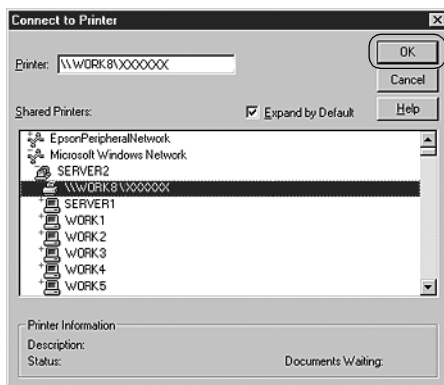 Connect to Printer
OK
Printer: \\WORK8\XXXXXX
Cancel
Shared Printers:
Expand by Default
Help
EpsonPeripheralNetwork
Microsoft Windows Network
SERVER2
\\WORK8\XXXXXX
SERVER1
WORK1
WORK2
WORK3
WORK4
WORK5
Printer Information
Description:
Status: Documents Waiting: